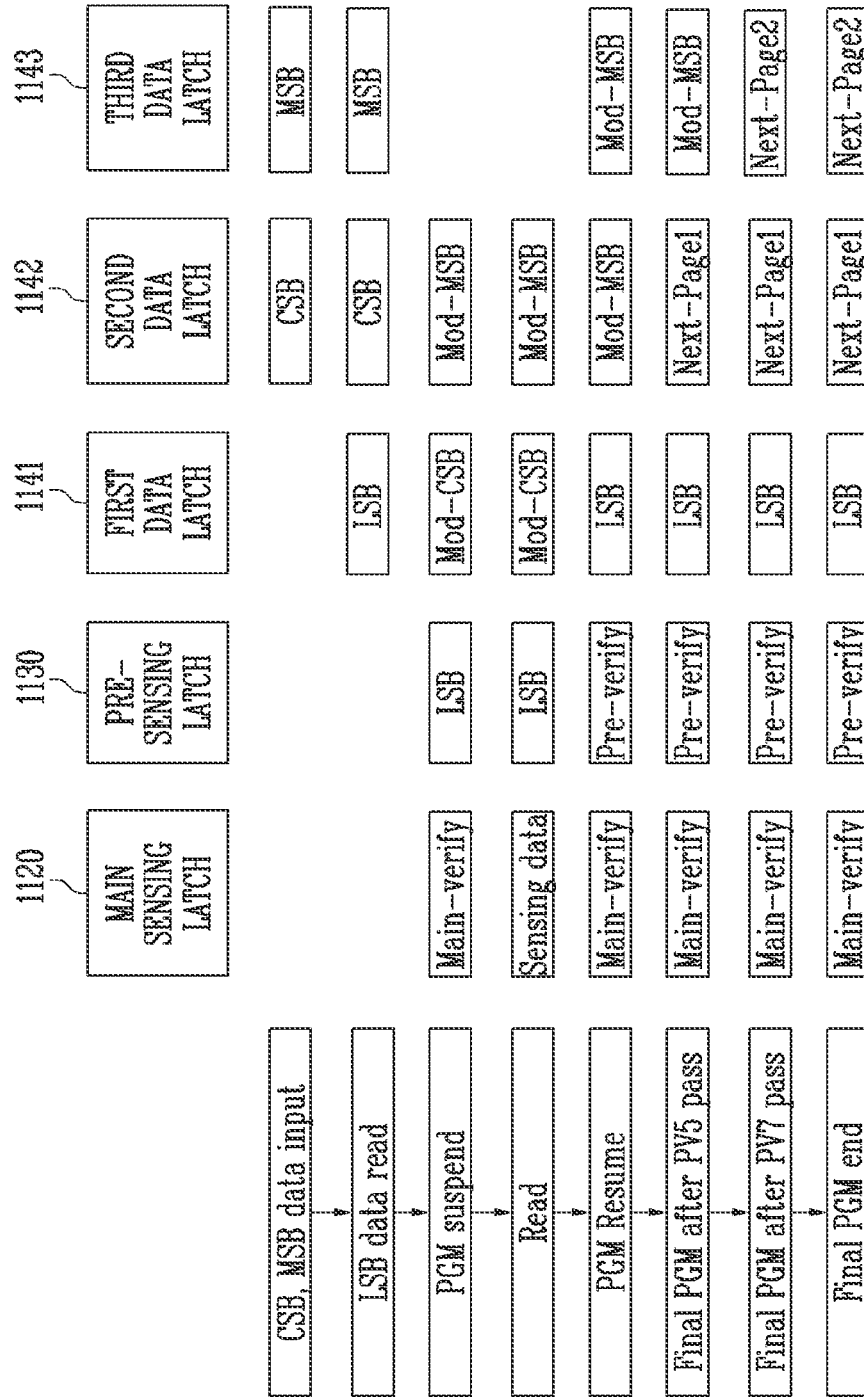 1120
1130
1141
1142
1143
MAIN
SENSING
LATCH
PRE-
SENSING
LATCH
FIRST
DATA
LATCH
SECOND
DATA
LATCH
THIRD
DATA
LATCH
CSB, MSB data input
CSB
MSB
LSB data read
LSB
CSB
MSB
PGM suspend
Main-verify
LSB
Mod-CSB
Mod-MSB
Read
Sensing data
LSB
Mod-CSB
Mod-MSB
PGM Resume
Main-verify
Pre-verify
LSB
Mod-MSB
Mod-MSB
Final PGM after PV5 pass
Main-verify
Pre-verify
LSB
Next-Page1
Mod-MSB
Final PGM after PV7 pass
Main-verify
Pre-verify
LSB
Next-Page1
Next-Page2
Final PGM end
Main-verify
Pre-verify
LSB
Next-Page1
Next-Page2